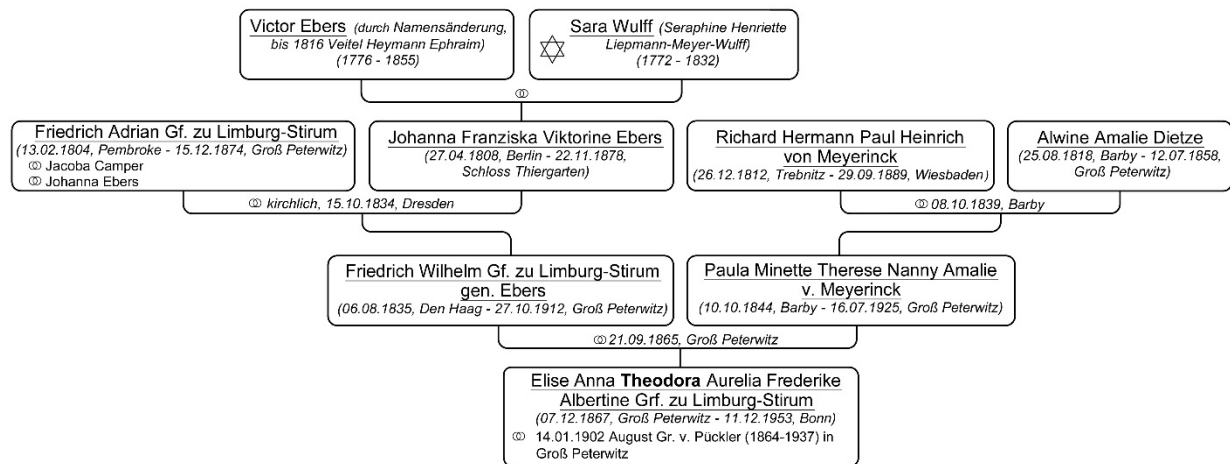 Victor Ebers (durch Namensänderung,
bis 1816 Veitel Heymann Ephraim)
(1776 - 1855)
Sara Wulff (Seraphine Henriette
Liepmann-Meyer-Wulff)
(1772 - 1832)
⚭
Friedrich Adrian Gf. zu Limburg-Stirum
(13.02.1804, Pembroke - 15.12.1874, Groß Peterwitz)
⚭ Jacoba Camper
⚭ Johanna Ebers
Johanna Franziska Viktorine Ebers
(27.04.1808, Berlin - 22.11.1878,
Schloss Thiergarten)
Richard Hermann Paul Heinrich
von Meyerinck
(26.12.1812, Trebnitz - 29.09.1889, Wiesbaden)
Alwine Amalie Dietze
(25.08.1818, Barby - 12.07.1858,
Groß Peterwitz)
⚭ kirchlich, 15.10.1834, Dresden
⚭ 08.10.1839, Barby
Friedrich Wilhelm Gf. zu Limburg-Stirum
gen. Ebers
(06.08.1835, Den Haag - 27.10.1912, Groß Peterwitz)
Paula Minette Therese Nanny Amalie
v. Meyerinck
(10.10.1844, Barby - 16.07.1925, Groß Peterwitz)
⚭ 21.09.1865, Groß Peterwitz
Elise Anna Theodora Aurelia Frederike
Albertine Grf. zu Limburg-Stirum
(07.12.1867, Groß Peterwitz - 11.12.1953, Bonn)
⚭ 14.01.1902 August Gr. v. Pückler (1864-1937) in
Groß Peterwitz